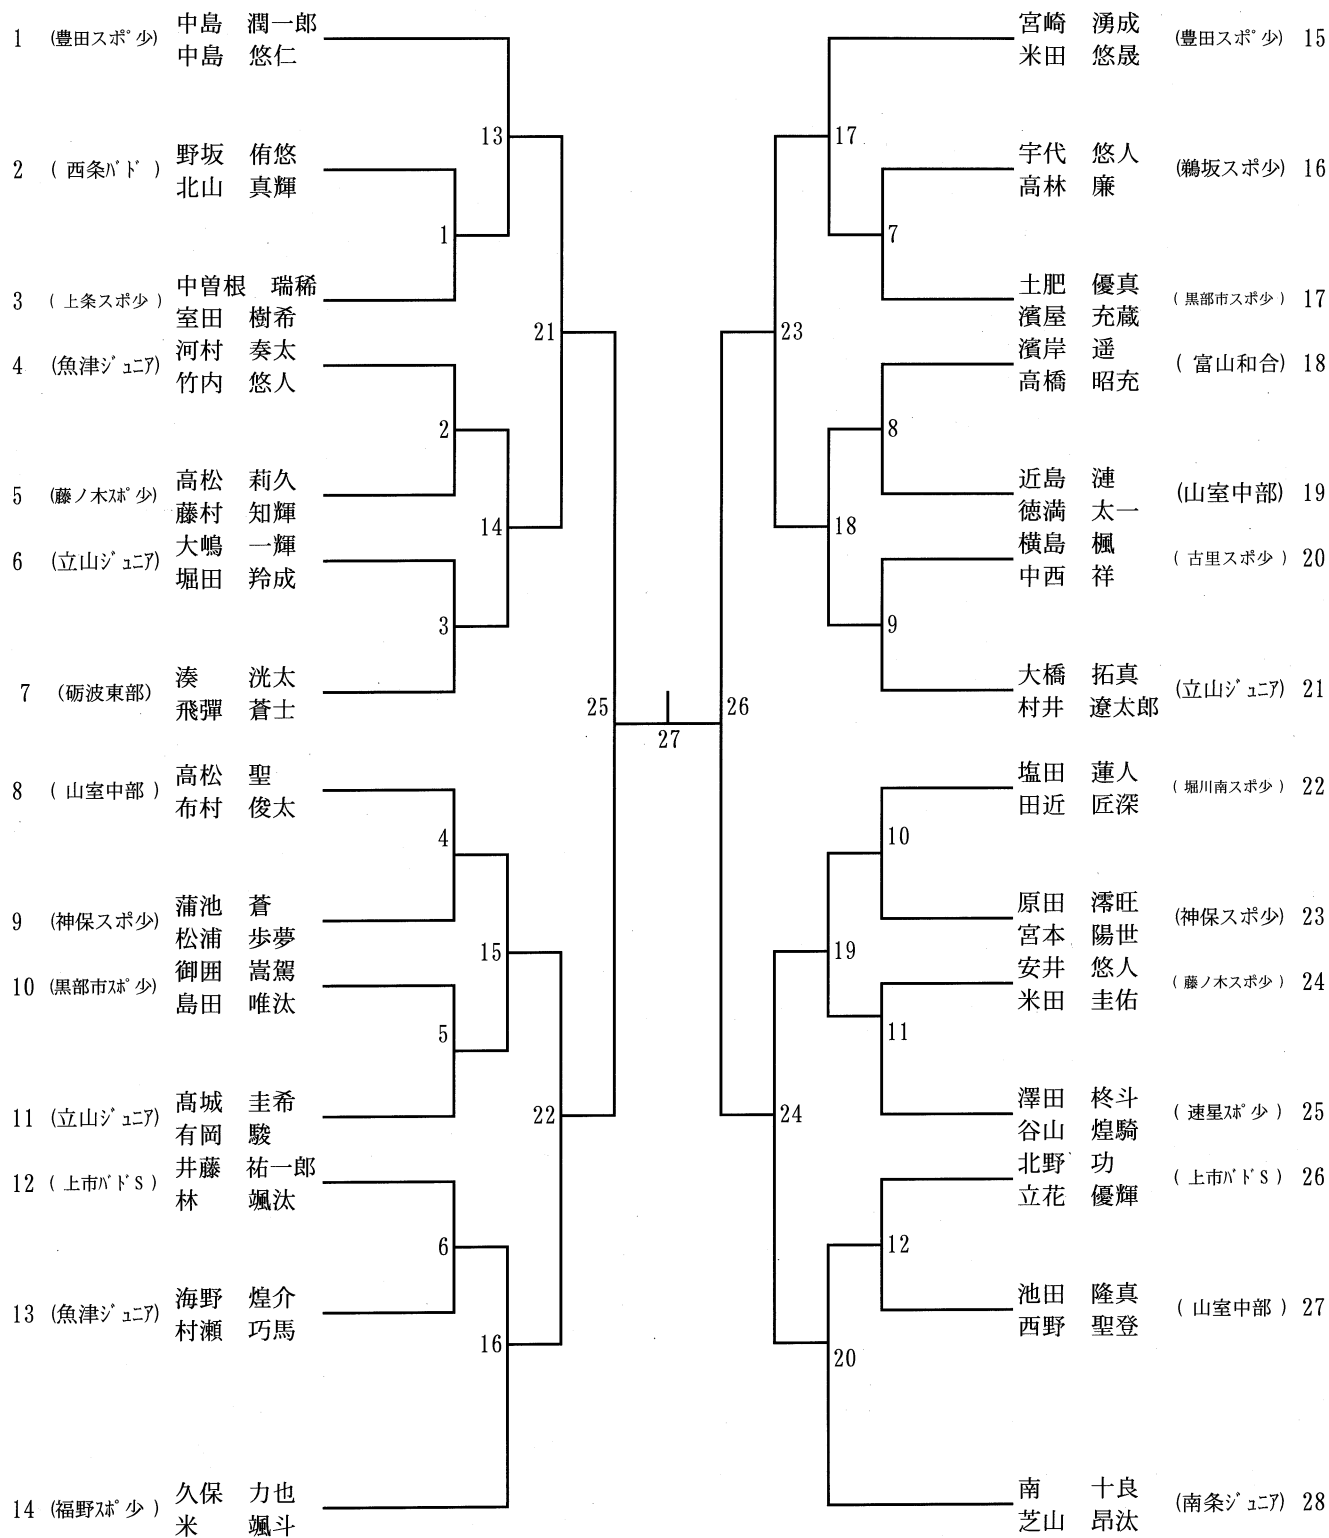 中島 潤一郎
1 (豊田スポ少)
中島 悠仁
野坂 侑悠
2 (西条バド)
北山 真輝
中曽根 瑞稀
3 (上条スポ少)
室田 樹希
河村 奏太
4 (魚津ジュニア)
竹内 悠人
高松 莉久
5 (藤ノ木スポ少)
藤村 知輝
大嶋 一輝
6 (立山ジュニア)
堀田 羚成
湊 洸太
7 (砺波東部)
飛彈 蒼士
高松 聖
8 (山室中部)
布村 俊太
蒲池 蒼
9 (神保スポ少)
松浦 歩夢
御囲 嵩駕
10 (黒部市スポ少)
島田 唯汰
髙城 圭希
11 (立山ジュニア)
有岡 駿
井藤 祐一郎
12 (上市バドS)
林 颯汰
海野 煌介
13 (魚津ジュニア)
村瀬 巧馬
久保 力也
14 (福野スポ少)
米 颯斗
13
1
21
2
14
3
25
4
15
5
22
6
16
27
17
7
23
8
18
9
26
10
19
11
24
12
20
宮崎 湧成
(豊田スポ少) 15
米田 悠晟
宇代 悠人
(鵜坂スポ少) 16
高林 廉
土肥 優真
(黒部市スポ少) 17
濱屋 充蔵
濱岸 遥
(富山和合) 18
高橋 昭充
近島 漣
(山室中部) 19
徳満 太一
横島 楓
(古里スポ少) 20
中西 祥
大橋 拓真
(立山ジュニア) 21
村井 遼太郎
塩田 蓮人
(堀川南スポ少) 22
田近 匠深
原田 澪旺
(神保スポ少) 23
宮本 陽世
安井 悠人
(藤ノ木スポ少) 24
米田 圭佑
澤田 柊斗
(速星スポ少) 25
谷山 煌騎
北野 功
(上市バドS) 26
立花 優輝
池田 隆真
(山室中部) 27
西野 聖登
南 十良
(南条ジュニア) 28
芝山 昂汰